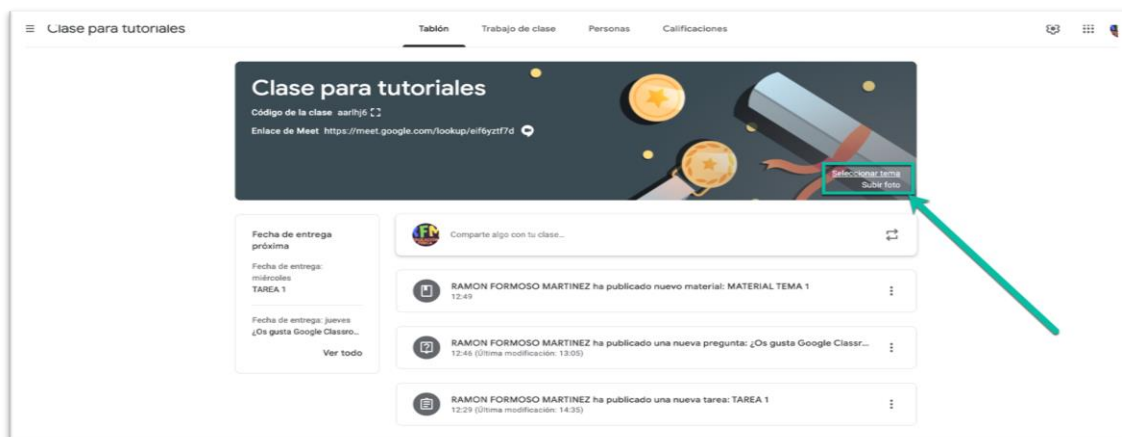 Clase para tutoriales
Tablón Trabajo de clase Personas Calificaciones
Clase para tutoriales
Código de la clase aarlhj6
Enlace de Meet https://meet.google.com/lookup/eif6yztf7d
Seleccionar tema
Subir foto
Fecha de entrega
próxima
Fecha de entrega:
miércoles
TAREA 1
Fecha de entrega: jueves
¿Os gusta Google Classro...
Ver todo
Comparte algo con tu clase...
RAMON FORMOSO MARTINEZ ha publicado nuevo material: MATERIAL TEMA 1
12:49
RAMON FORMOSO MARTINEZ ha publicado una nueva pregunta: ¿Os gusta Google Classr...
12:46 (Última modificación: 13:05)
RAMON FORMOSO MARTINEZ ha publicado una nueva tarea: TAREA 1
12:29 (Última modificación: 14:35)